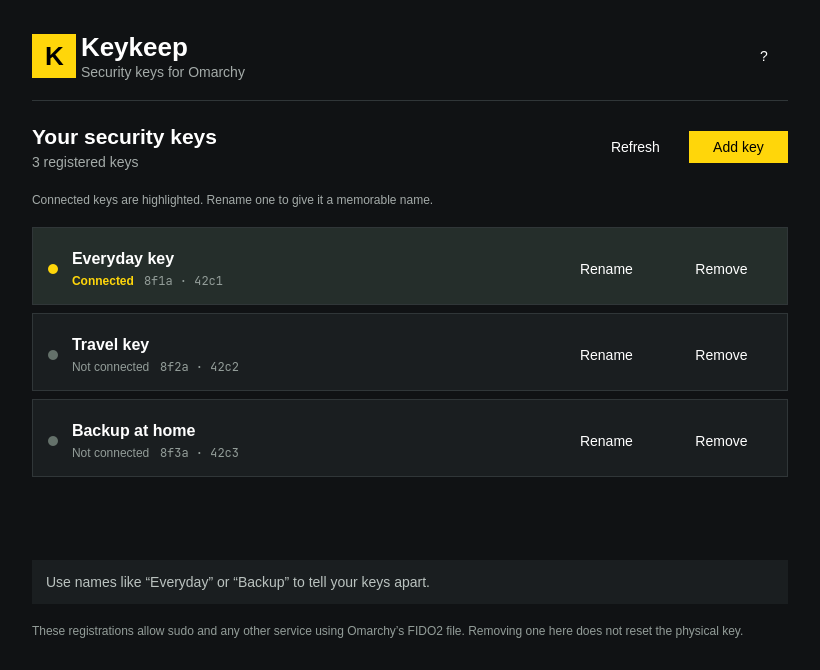 K
Keykeep
Security keys for Omarchy
?
Your security keys
3 registered keys
Refresh
Add key
Connected keys are highlighted. Rename one to give it a memorable name.
Everyday key
Connected 8f1a · 42c1
Rename
Remove
Travel key
Not connected 8f2a · 42c2
Rename
Remove
Backup at home
Not connected 8f3a · 42c3
Rename
Remove
Use names like “Everyday” or “Backup” to tell your keys apart.
These registrations allow sudo and any other service using Omarchy’s FIDO2 file. Removing one here does not reset the physical key.